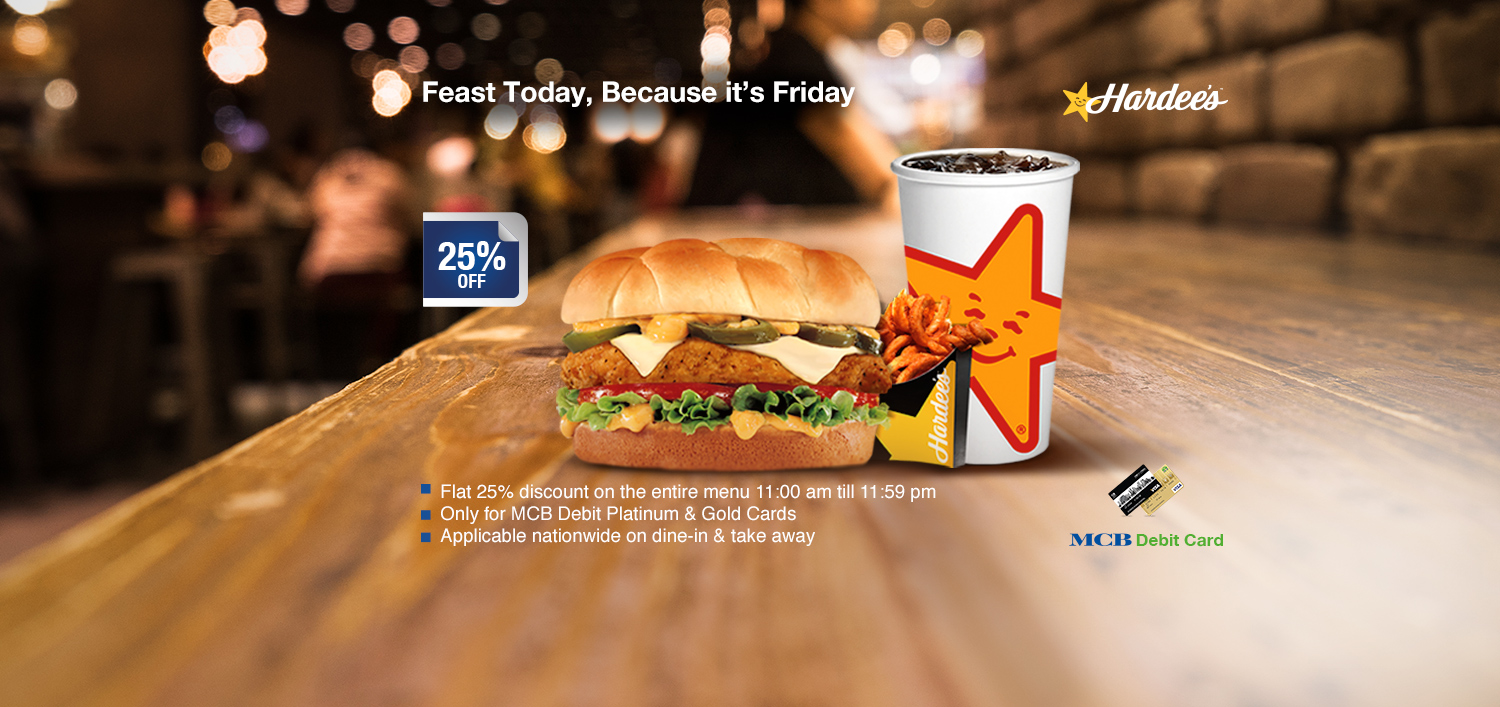 Feast Today, Because it's Friday
Hardee's
25%
OFF
Hardee's
Flat 25% discount on the entire menu 11:00 am till 11:59 pm
Only for MCB Debit Platinum & Gold Cards
Applicable nationwide on dine-in & take away
VISA
VISA
MCB Debit Card